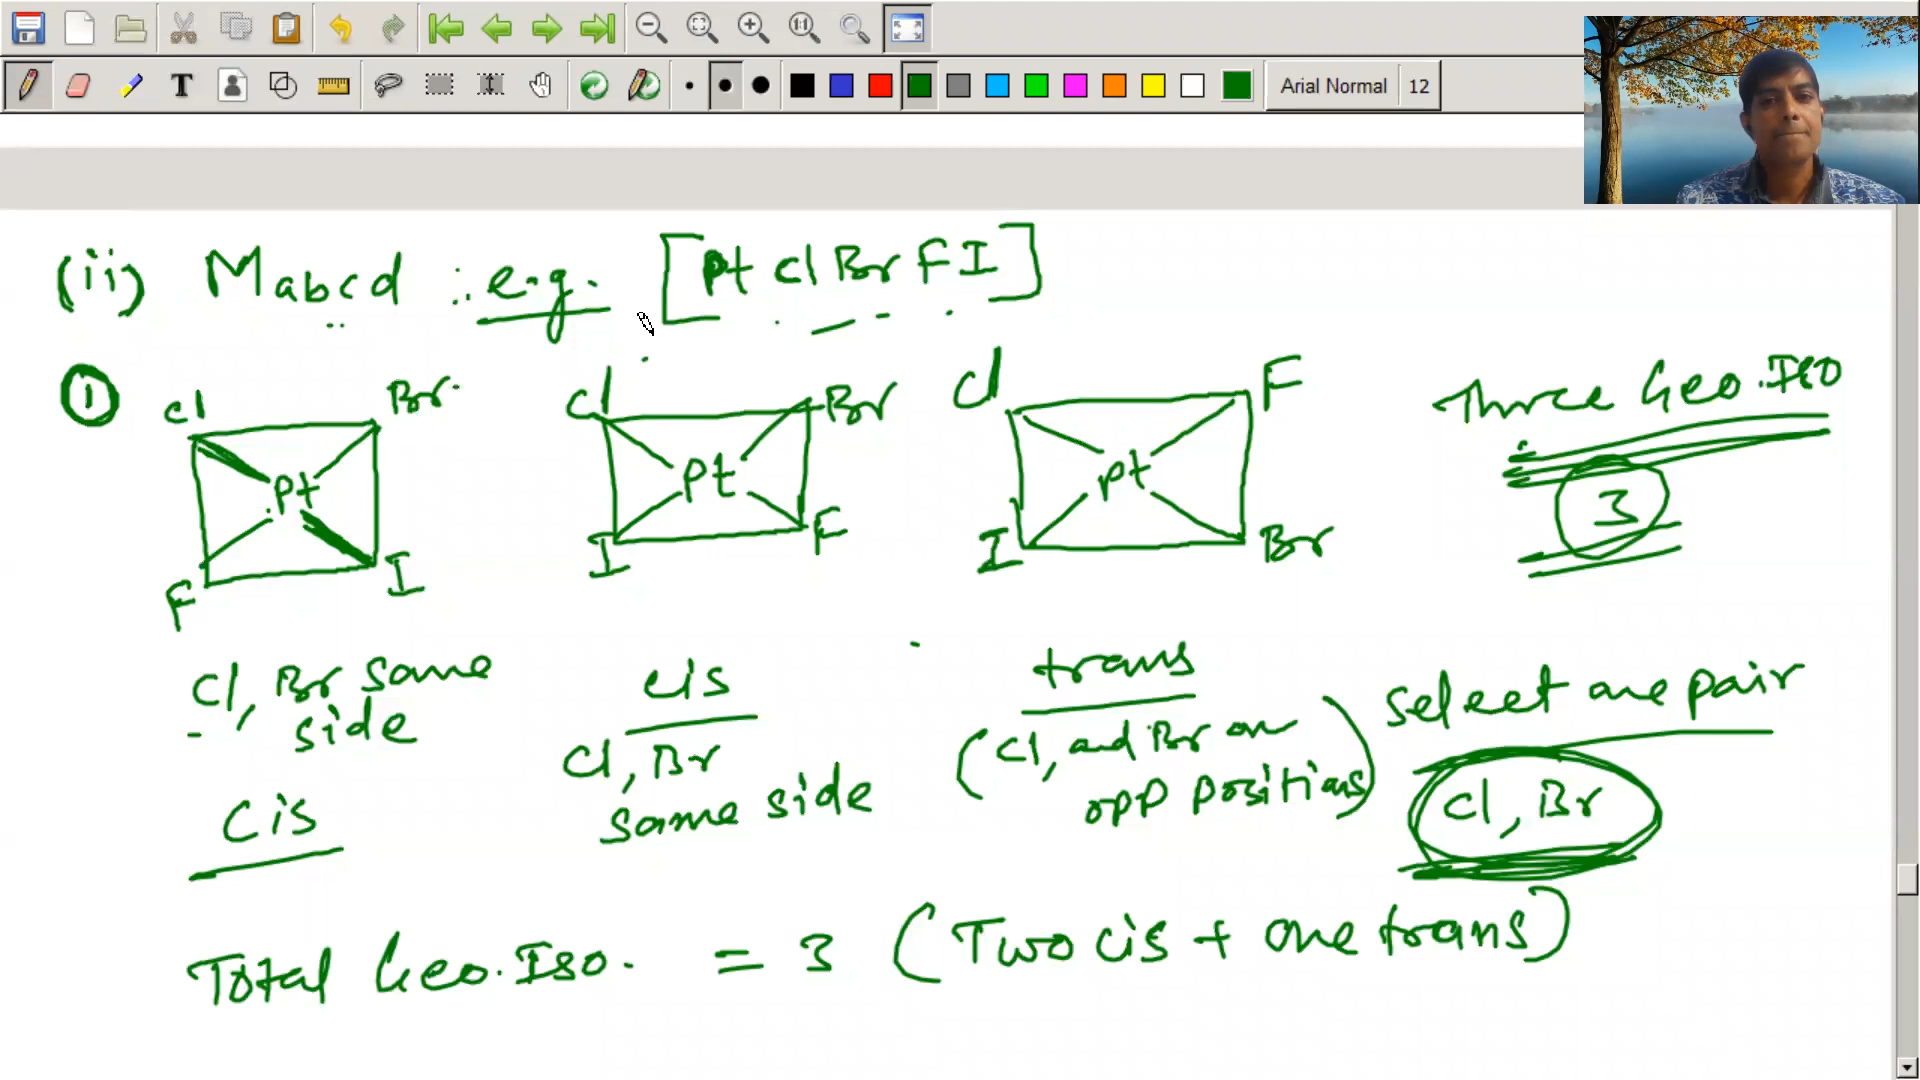 Arial Normal 12
(ii) Mabcd : e.g. [Pt Cl Br F I]
① Cl Br Cl Br Cl F
Three Geo. Iso
Pt Pt Pt
3
F I I F I Br
Cl, Br same side
cis
cis
Cl, Br same side
trans
(Cl, and Br on opp positions)
select one pair
Cl, Br
Total Geo. Iso. = 3 (Two cis + one trans)